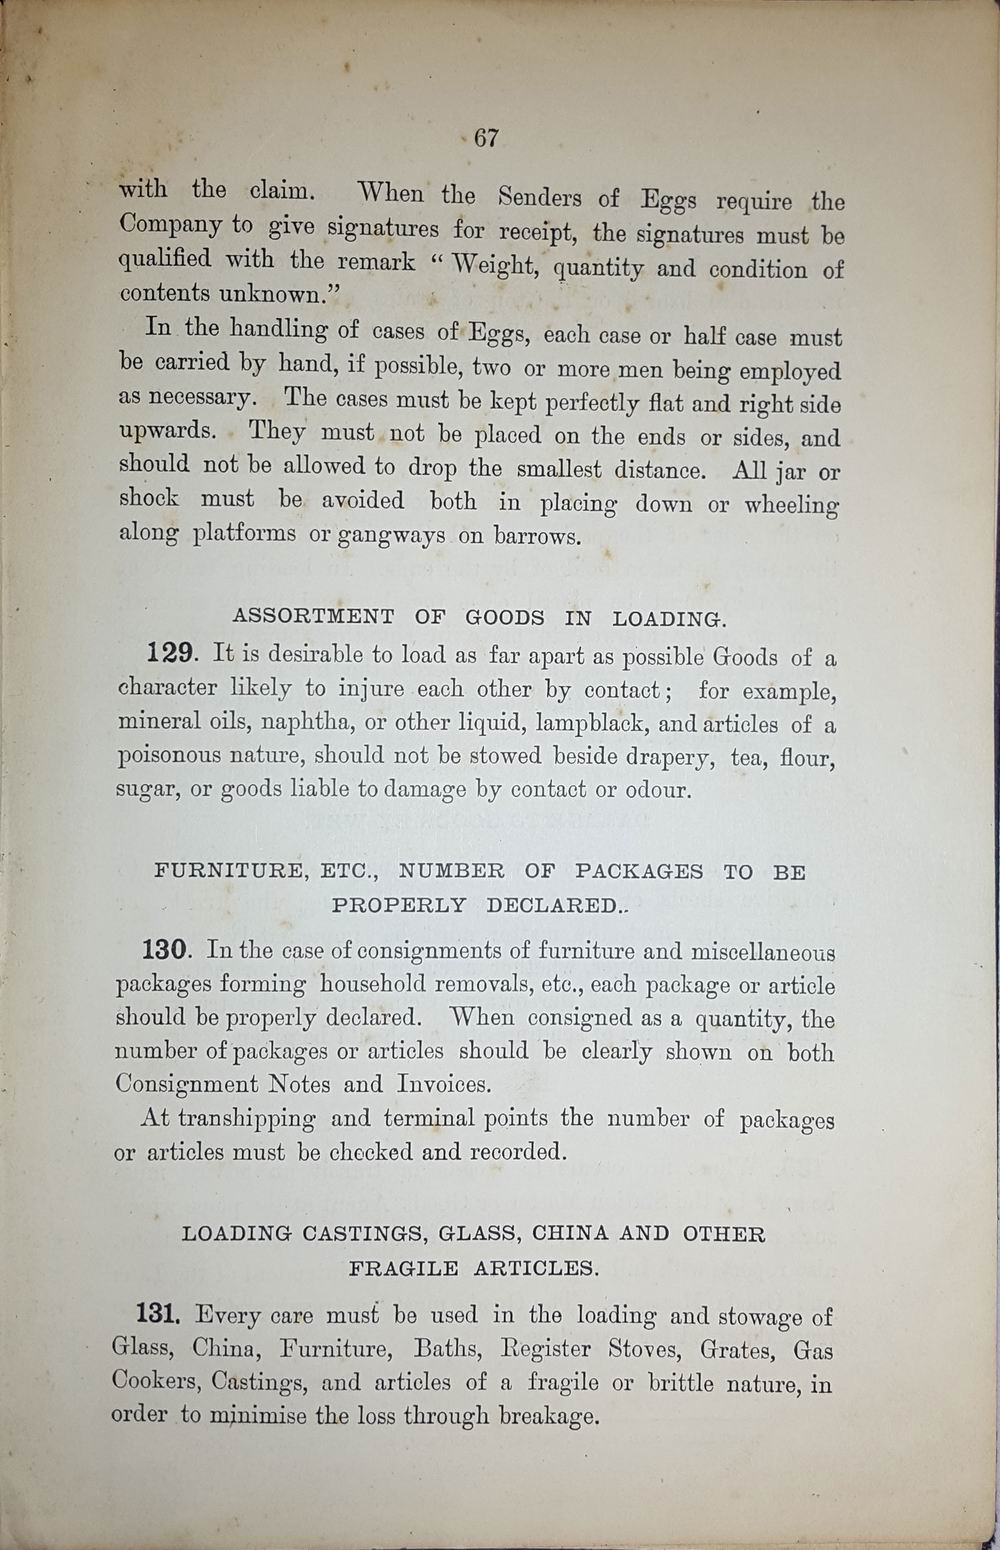 67
with the claim. When the Senders of Eggs require the
Company to give signatures for receipt, the signatures must be
qualified with the remark “ Weight, quantity and condition of
contents unknown.”
In the handling of cases of Eggs, each case or half case must
be carried by hand, if possible, two or more men being employed
as necessary. The cases must be kept perfectly flat and right side
upwards. They must not be placed on the ends or sides, and
should not be allowed to drop the smallest distance. All jar or
shock must be avoided both in placing down or wheeling
along platforms or gangways on barrows.
ASSORTMENT OF GOODS IN LOADING.
129. It is desirable to load as far apart as possible Goods of a
character likely to injure each other by contact; for example,
mineral oils, naphtha, or other liquid, lampblack, and articles of a
poisonous nature, should not be stowed beside drapery, tea, flour,
sugar, or goods liable to damage by contact or odour.
FURNITURE, ETC., NUMBER OF PACKAGES TO BE
PROPERLY DECLARED..
130. In the case of consignments of furniture and miscellaneous
packages forming household removals, etc., each package or article
should be properly declared. When consigned as a quantity, the
number of packages or articles should be clearly shown on both
Consignment Notes and Invoices.
At transhipping and terminal points the number of packages
or articles must be checked and recorded.
LOADING CASTINGS, GLASS, CHINA AND OTHER
FRAGILE ARTICLES.
131. Every care must be used in the loading and stowage of
Glass, China, Furniture, Baths, Register Stoves, Grates, Gas
Cookers, Castings, and articles of a fragile or brittle nature, in
order to minimise the loss through breakage.